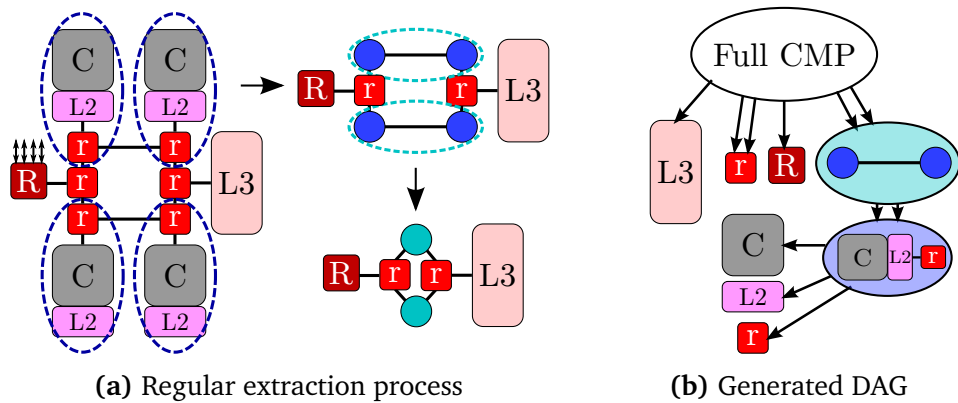 C C
L2 L2
r r
R r r L3
r r
C C
L2 L2
R r r L3
R r r L3
(a) Regular extraction process
Full CMP
L3 r R
C C L2 r
L2
r
(b) Generated DAG